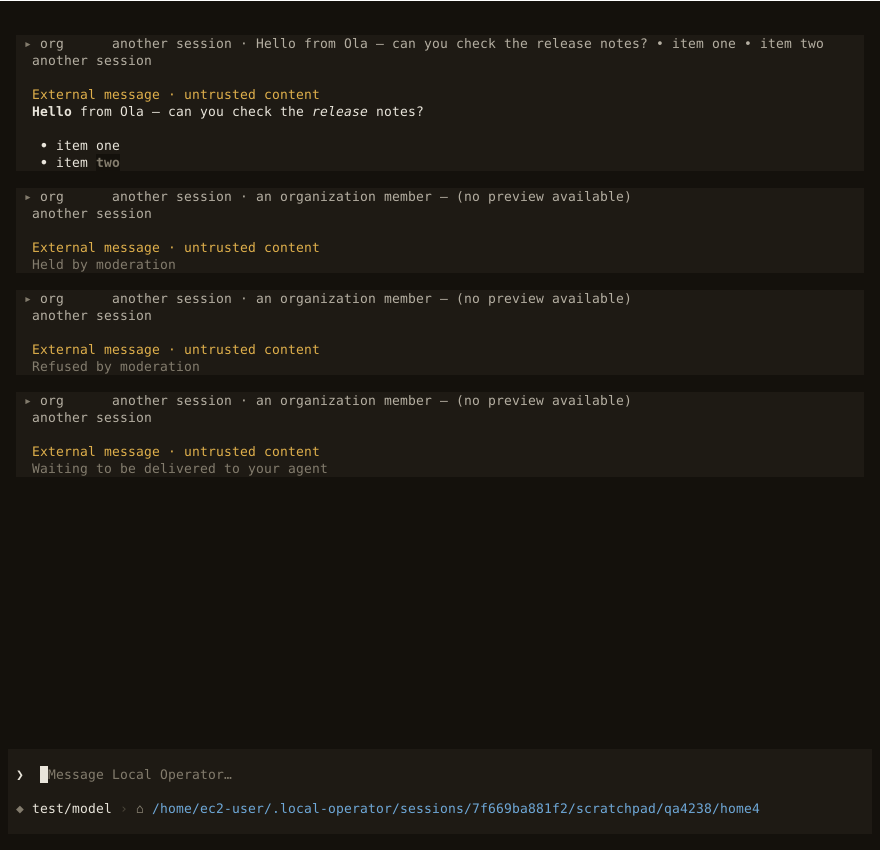 ▸ org      another session · Hello from Ola — can you check the release notes? • item one • item two
another session
External message · untrusted content
Hello from Ola — can you check the release notes?
• item one
• item two
▸ org      another session · an organization member — (no preview available)
another session
External message · untrusted content
Held by moderation
▸ org      another session · an organization member — (no preview available)
another session
External message · untrusted content
Refused by moderation
▸ org      another session · an organization member — (no preview available)
another session
External message · untrusted content
Waiting to be delivered to your agent
❯ Message Local Operator…
◆ test/model › ⌂ /home/ec2-user/.local-operator/sessions/7f669ba881f2/scratchpad/qa4238/home4